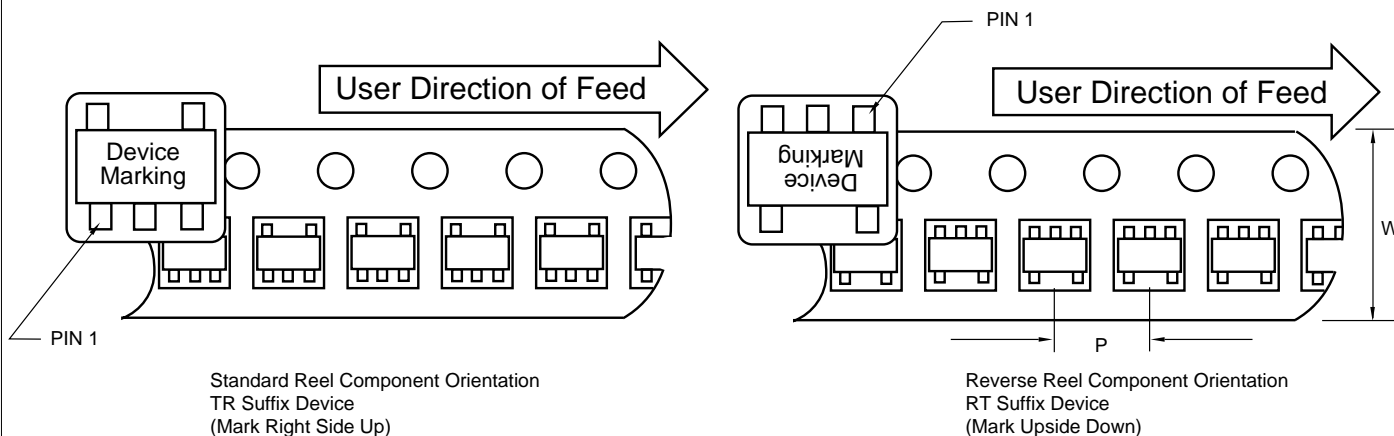 PIN 1
User Direction of Feed
Device
Marking
PIN 1
Standard Reel Component Orientation
TR Suffix Device
(Mark Right Side Up)
User Direction of Feed
Device
Marking
W
P
Reverse Reel Component Orientation
RT Suffix Device
(Mark Upside Down)